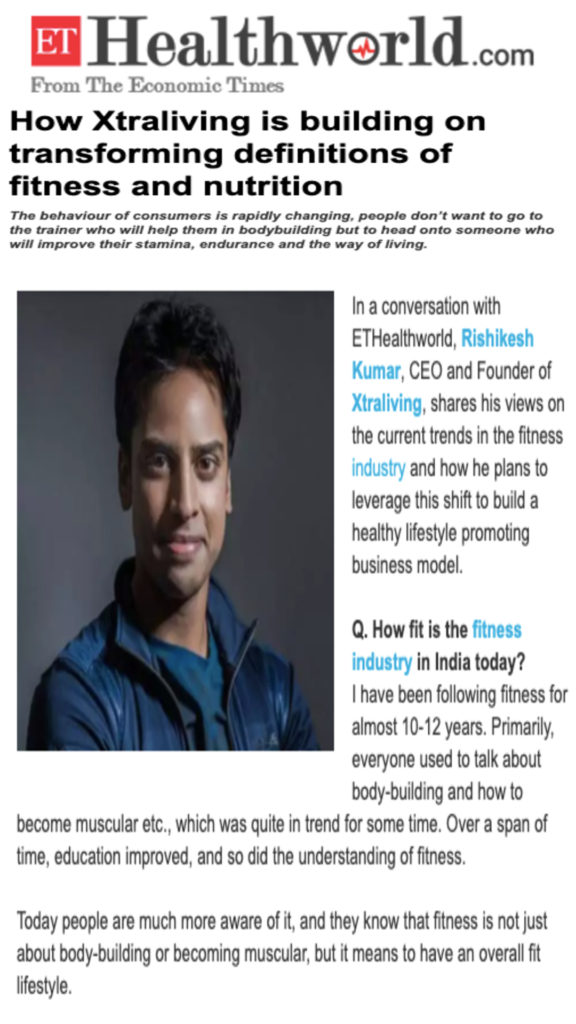 ET Healthworld.com
From The Economic Times
How Xtraliving is building on
transforming definitions of
fitness and nutrition
The behaviour of consumers is rapidly changing, people don't want to go to
the trainer who will help them in bodybuilding but to head onto someone who
will improve their stamina, endurance and the way of living.
In a conversation with
ETHealthworld, Rishikesh
Kumar, CEO and Founder of
Xtraliving, shares his views on
the current trends in the fitness
industry and how he plans to
leverage this shift to build a
healthy lifestyle promoting
business model.
Q. How fit is the fitness
industry in India today?
I have been following fitness for
almost 10-12 years. Primarily,
everyone used to talk about
body-building and how to
become muscular etc., which was quite in trend for some time. Over a span of
time, education improved, and so did the understanding of fitness.
Today people are much more aware of it, and they know that fitness is not just
about body-building or becoming muscular, but it means to have an overall fit
lifestyle.